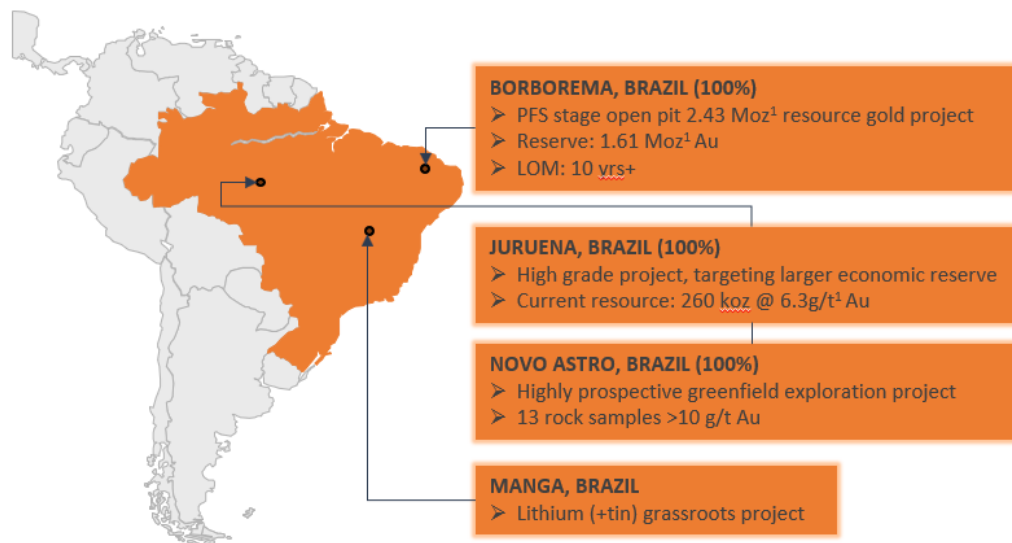 BORBOREMA, BRAZIL (100%)
➢ PFS stage open pit 2.43 Moz¹ resource gold project
➢ Reserve: 1.61 Moz¹ Au
➢ LOM: 10 yrs+
JURUENA, BRAZIL (100%)
➢ High grade project, targeting larger economic reserve
➢ Current resource: 260 koz @ 6.3g/t¹ Au
NOVO ASTRO, BRAZIL (100%)
➢ Highly prospective greenfield exploration project
➢ 13 rock samples >10 g/t Au
MANGA, BRAZIL
➢ Lithium (+tin) grassroots project